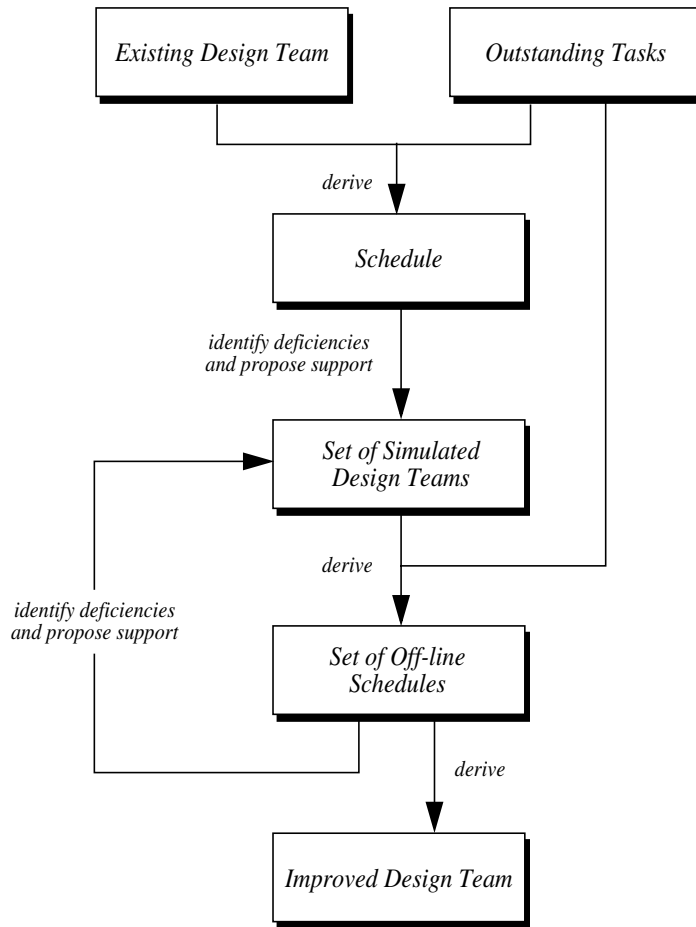 Existing Design Team
Outstanding Tasks
derive
Schedule
identify deficiencies
and propose support
Set of Simulated
Design Teams
derive
identify deficiencies
and propose support
Set of Off-line
Schedules
derive
Improved Design Team